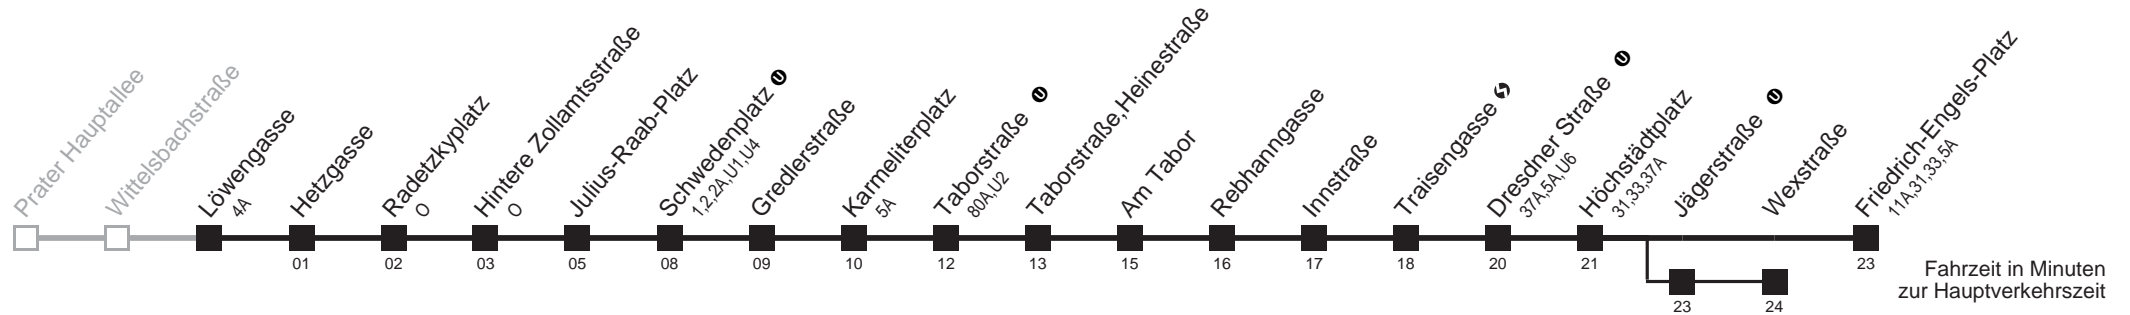 Prater Hauptallee
Wittelsbachstraße
Löwengasse
4A
Hetzgasse
Radetzkyplatz
O
Hintere Zollamtsstraße
O
Julius-Raab-Platz
Schwedenplatz U
1,2,2A,U1,U4
Gredlerstraße
Karmeliterplatz
5A
Taborstraße U
80A,U2
Taborstraße,Heinestraße
Am Tabor
Rebhanngasse
Innstraße
Traisengasse
Dresdner Straße U
37A,5A,U6
Höchstädtplatz
31,33,37A
Jägerstraße U
Wexstraße
Friedrich-Engels-Platz
11A,31,33,5A
01 02 03 05 08 09 10 12 13 15 16 17 18 20 21 23
23 24
Fahrzeit in Minuten
zur Hauptverkehrszeit